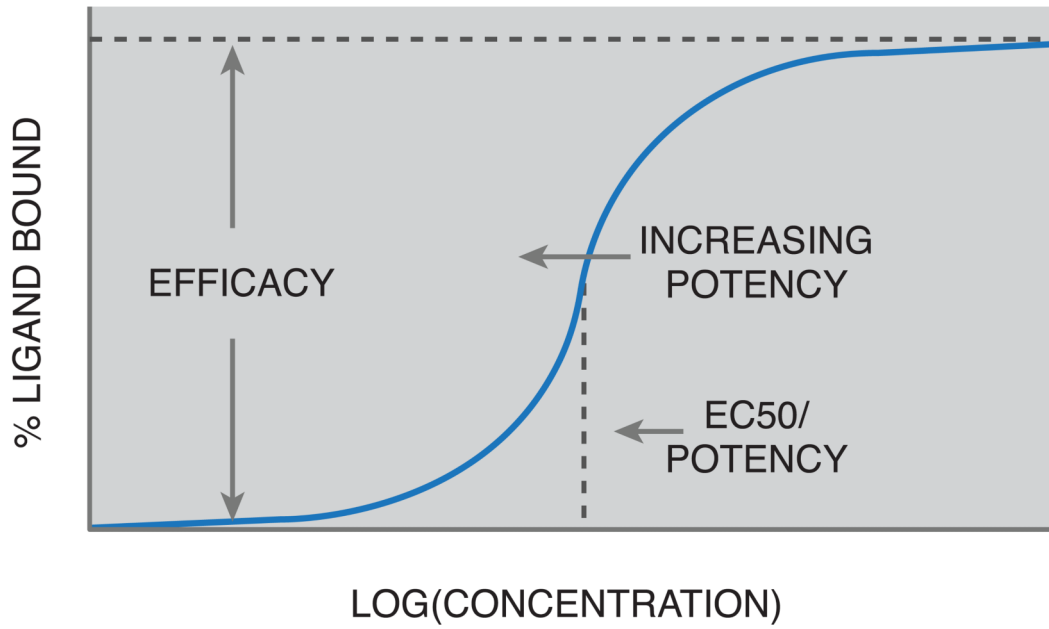 % LIGAND BOUND
EFFICACY
INCREASING
POTENCY
EC50/
POTENCY
LOG(CONCENTRATION)